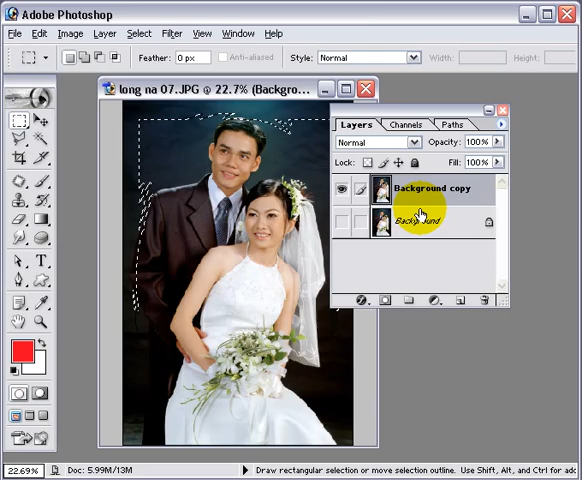 Adobe Photoshop
File Edit Image Layer Select Filter View Window Help
Feather: 0 px Anti-aliased Style: Normal Width: Height:
long na 07.JPG @ 22.7% (Backgro...
Layers Channels Paths
Normal Opacity: 100%
Lock: Fill: 100%
Background copy
Background
22.69% Doc: 5.99M/13M Draw rectangular selection or move selection outline. Use Shift, Alt, and Ctrl for add